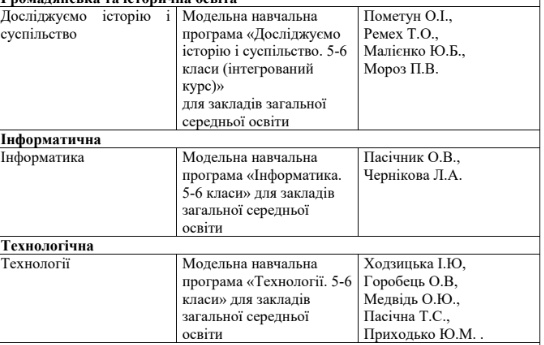 Громадянська та історична освіта
Досліджуємо історію і суспільство
Модельна навчальна
програма «Досліджуємо
історію і суспільство. 5-6
класи (інтегрований
курс)»
для закладів загальної
середньої освіти
Пометун О.І.,
Ремех Т.О.,
Малієнко Ю.Б.,
Мороз П.В.
Інформатична
Інформатика
Модельна навчальна
програма «Інформатика.
5-6 класи» для закладів
загальної середньої
освіти
Пасічник О.В.,
Чернікова Л.А.
Технологічна
Технології
Модельна навчальна
програма «Технології. 5-6
класи» для закладів
загальної середньої
освіти
Ходзицька І.Ю,
Горобець О.В,
Медвідь О.Ю.,
Пасічна Т.С.,
Приходько Ю.М. .